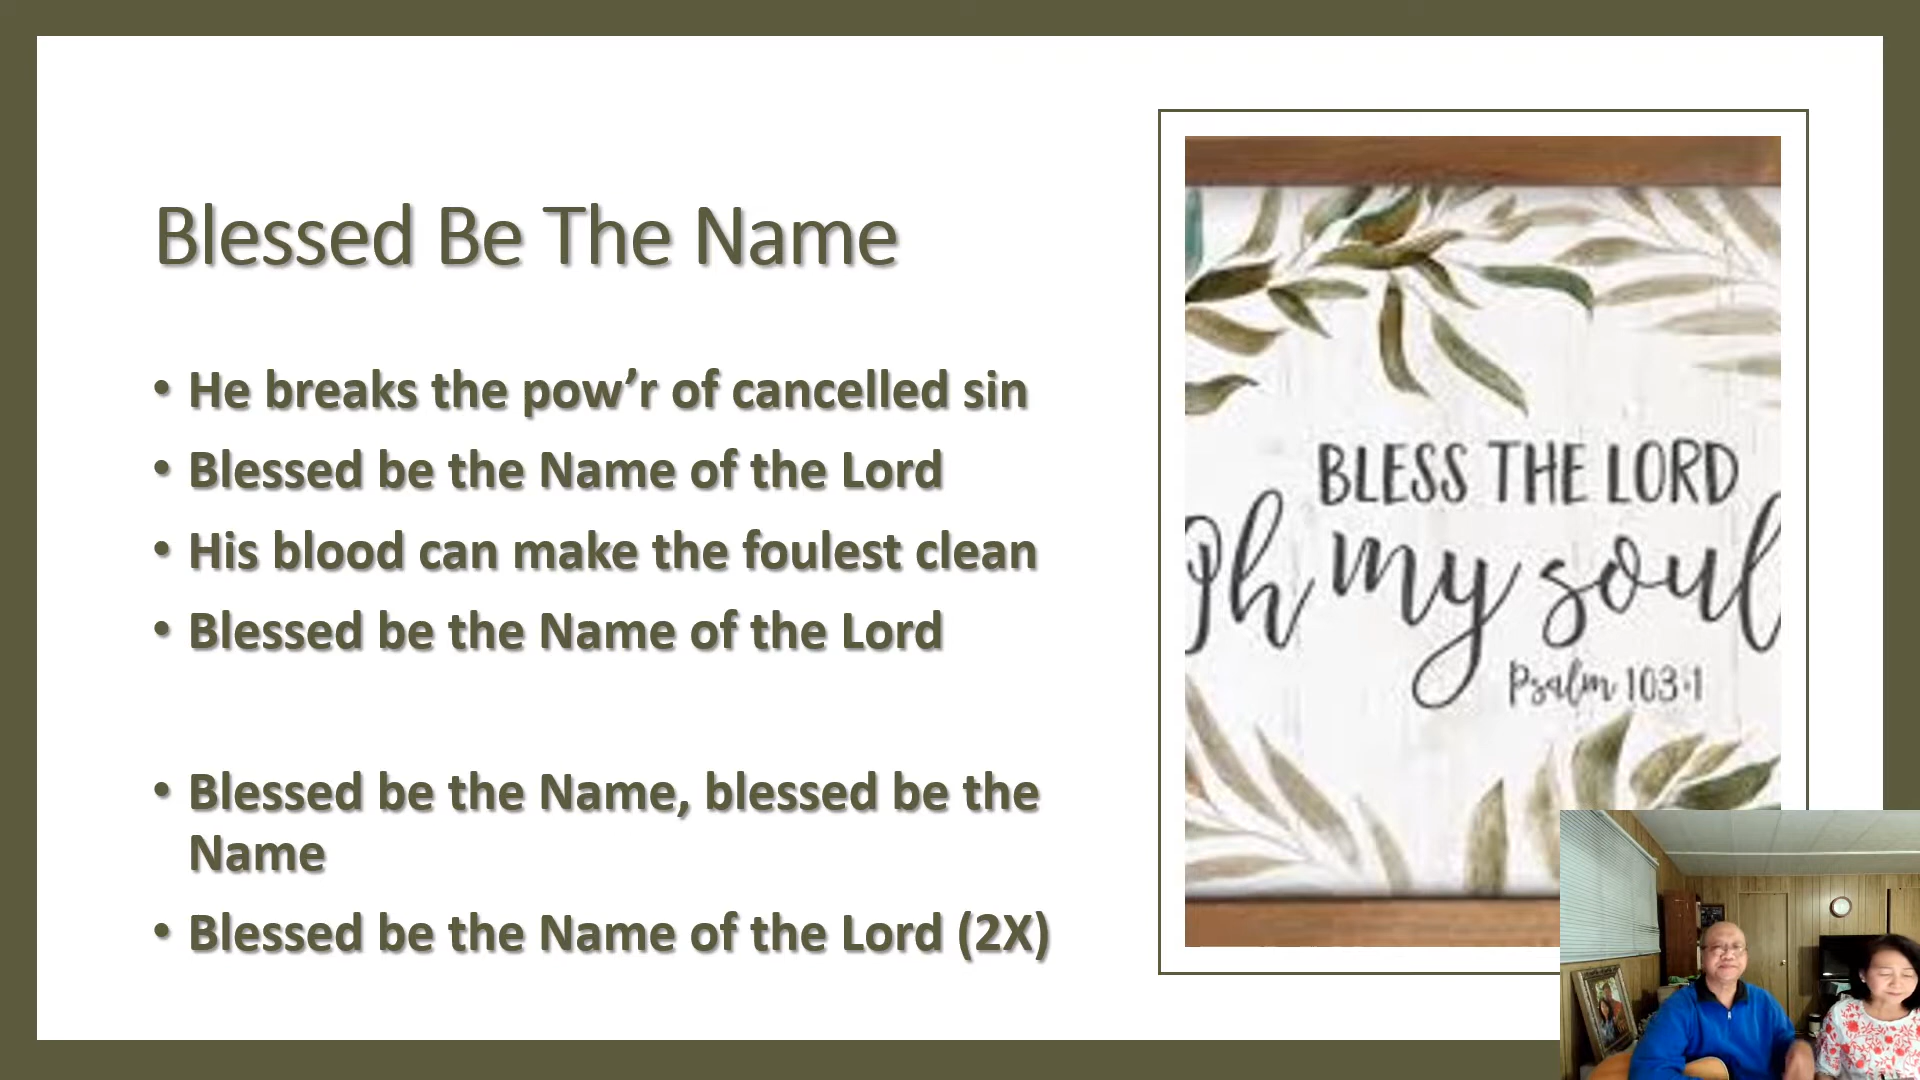 Blessed Be The Name
• He breaks the pow’r of cancelled sin
• Blessed be the Name of the Lord
• His blood can make the foulest clean
• Blessed be the Name of the Lord
• Blessed be the Name, blessed be the
Name
• Blessed be the Name of the Lord (2X)
BLESS THE LORD
Oh my soul
Psalm 103:1